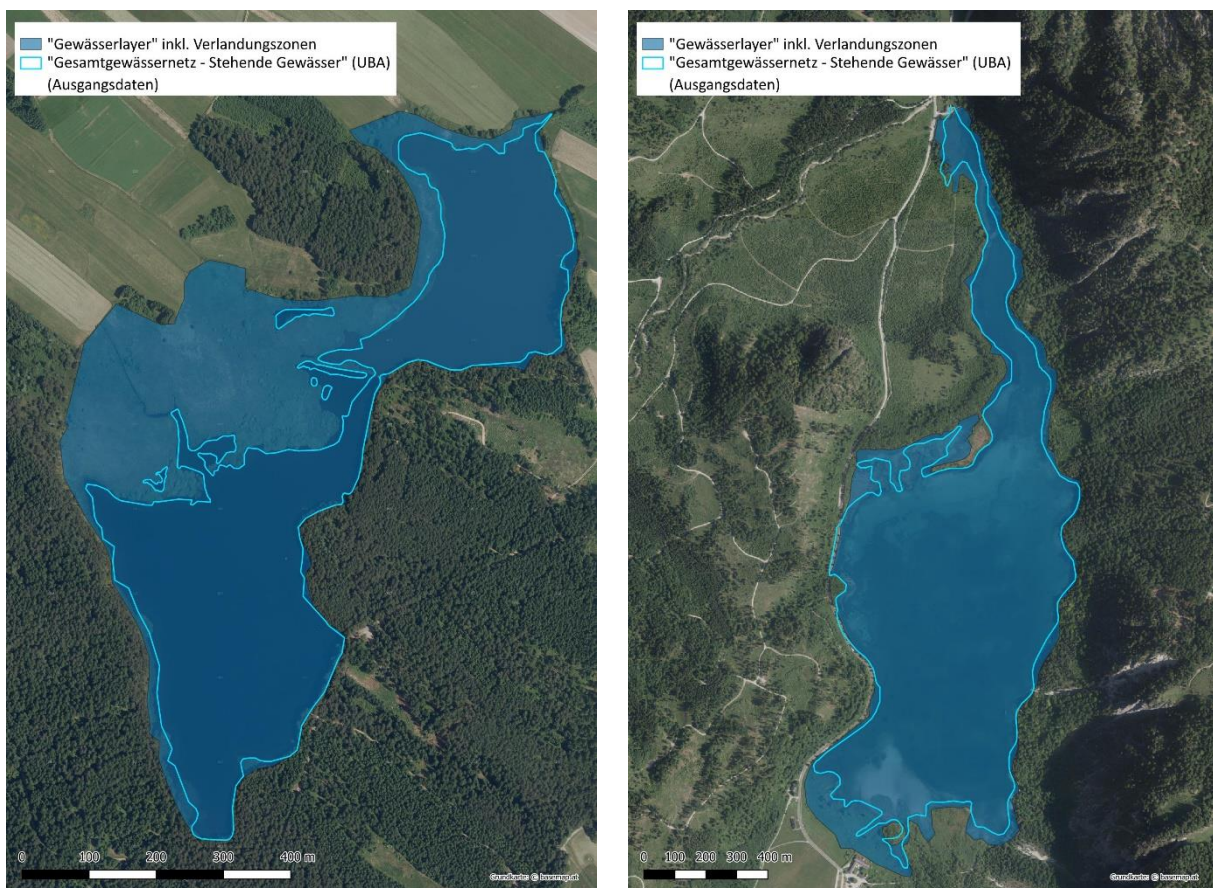 "Gewässerlayer" inkl. Verlandungszonen
"Gesamtgewässernetz - Stehende Gewässer" (UBA)
(Ausgangsdaten)
0 100 200 300 400 m
Grundkarte: © basemap.at
"Gewässerlayer" inkl. Verlandungszonen
"Gesamtgewässernetz - Stehende Gewässer" (UBA)
(Ausgangsdaten)
0 100 200 300 400 m
Grundkarte: © basemap.at